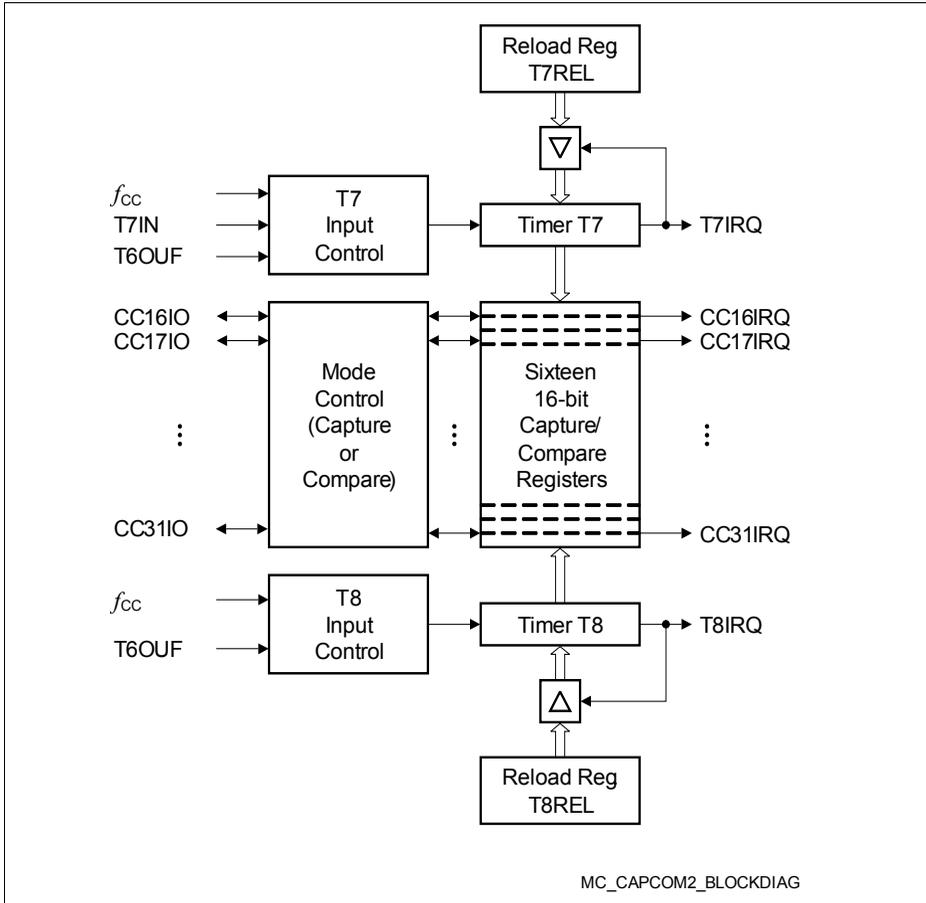 Reload Reg
T7REL
fCC
T7IN
T6OUF
T7
Input
Control
Timer T7
T7IRQ
CC16IO
CC17IO
CC31IO
Mode
Control
(Capture
or
Compare)
Sixteen
16-bit
Capture/
Compare
Registers
CC16IRQ
CC17IRQ
CC31IRQ
fCC
T6OUF
T8
Input
Control
Timer T8
T8IRQ
Reload Reg
T8REL
MC_CAPCOM2_BLOCKDIAG